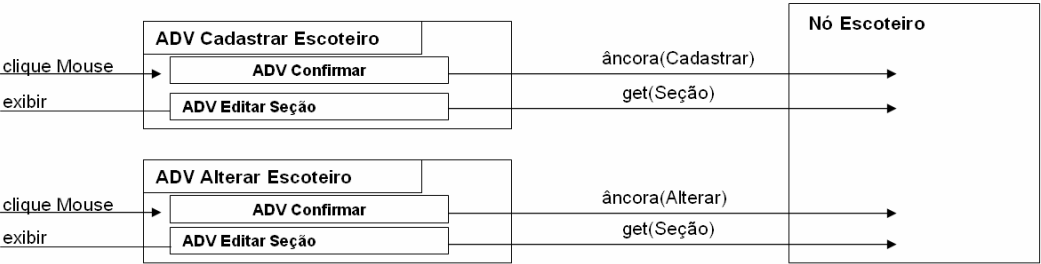 Nó Escoteiro
ADV Cadastrar Escoteiro
clique Mouse
ADV Confirmar
âncora(Cadastrar)
exibir
ADV Editar Seção
get(Seção)
ADV Alterar Escoteiro
clique Mouse
ADV Confirmar
âncora(Alterar)
exibir
ADV Editar Seção
get(Seção)